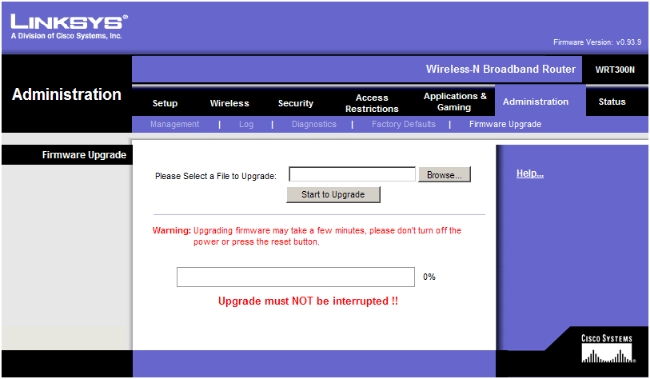 LINKSYS®
A Division of Cisco Systems, Inc.
Firmware Version: v0.93.9
Wireless-N Broadband Router WRT300N
Administration
Setup Wireless Security Access Restrictions Applications & Gaming Administration Status
Management | Log | Diagnostics | Factory Defaults | Firmware Upgrade
Firmware Upgrade
Please Select a File to Upgrade: Browse...
Start to Upgrade
Help...
Warning: Upgrading firmware may take a few minutes, please don't turn off the
power or press the reset button.
0%
Upgrade must NOT be interrupted !!
CISCO SYSTEMS